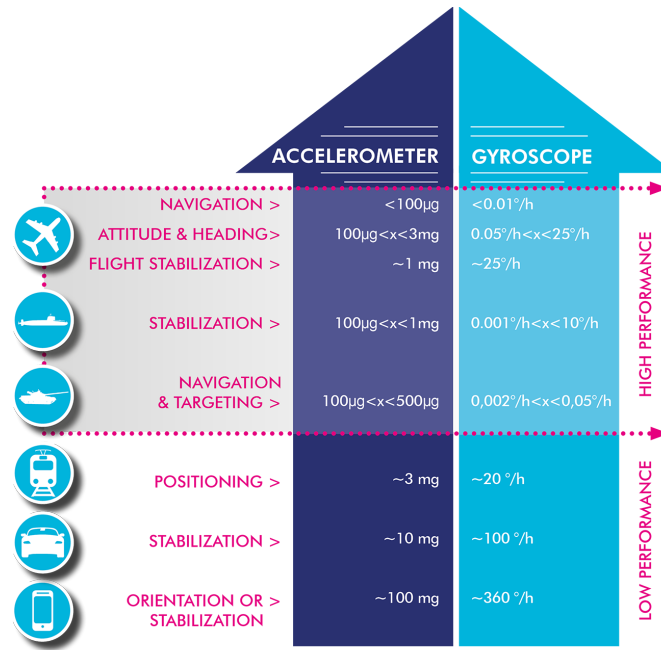 ACCELEROMETER GYROSCOPE
NAVIGATION > <100µg <0.01°/h
ATTITUDE & HEADING> 100µg<x<3mg 0.05°/h<x<25°/h
FLIGHT STABILIZATION > ~1 mg ~25°/h
STABILIZATION > 100µg<x<1mg 0.001°/h<x<10°/h
NAVIGATION
& TARGETING > 100µg<x<500µg 0,002°/h<x<0,05°/h
HIGH PERFORMANCE
POSITIONING > ~3 mg ~20 °/h
STABILIZATION > ~10 mg ~100 °/h
ORIENTATION OR > ~100 mg ~360 °/h
STABILIZATION
LOW PERFORMANCE